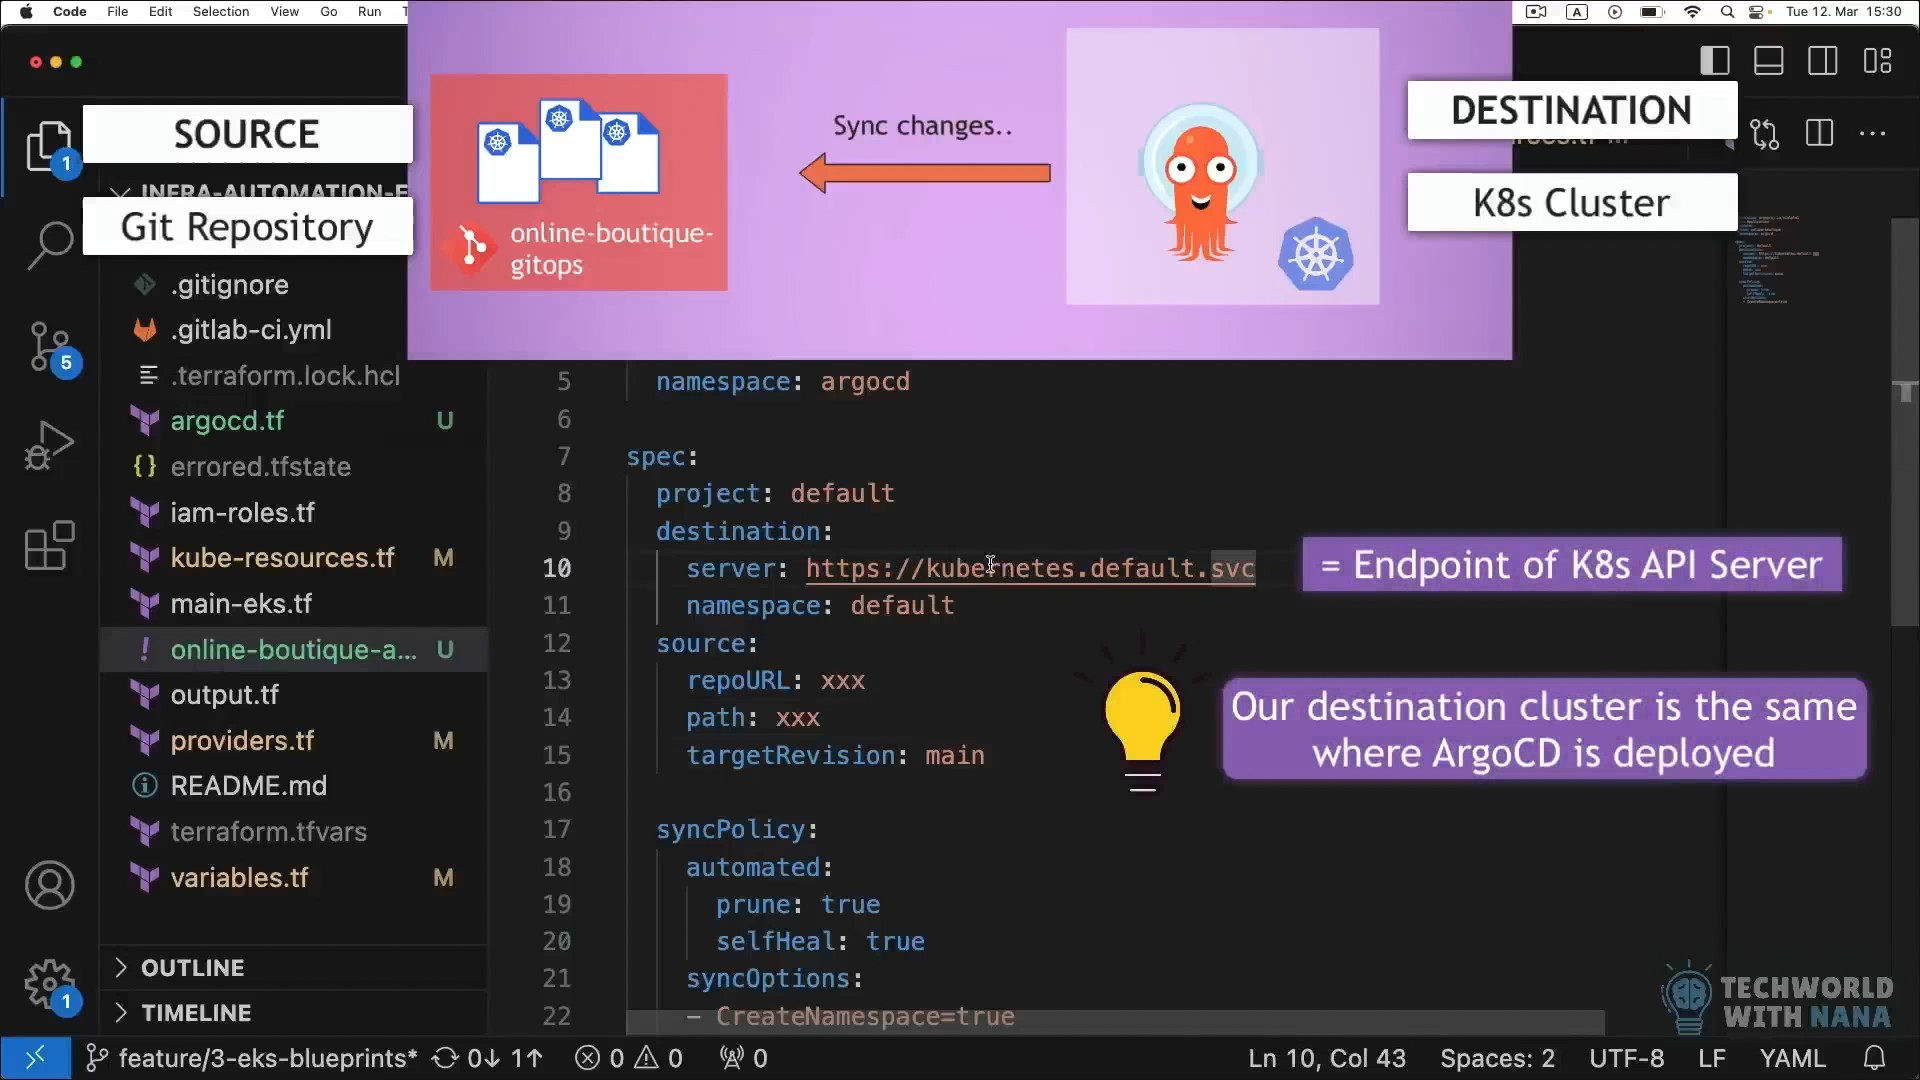 Code File Edit Selection View Go Run
Tue 12. Mar 15:30
SOURCE
Git Repository
Sync changes..
online-boutique-
gitops
DESTINATION
K8s Cluster
1
INFRA-AUTOMATION-E
.gitignore
.gitlab-ci.yml
5
.terraform.lock.hcl
argocd.tf U
errored.tfstate
iam-roles.tf
kube-resources.tf M
main-eks.tf
online-boutique-a... U
output.tf
providers.tf M
README.md
terraform.tfvars
variables.tf M
OUTLINE
1
TIMELINE
5 namespace: argocd
6
7 spec:
8 project: default
9 destination:
10 server: https://kubernetes.default.svc
11 namespace: default
12 source:
13 repoURL: xxx
14 path: xxx
15 targetRevision: main
16
17 syncPolicy:
18 automated:
19 prune: true
20 selfHeal: true
21 syncOptions:
22 - CreateNamespace=true
= Endpoint of K8s API Server
Our destination cluster is the same
where ArgoCD is deployed
TECHWORLD
WITH NANA
feature/3-eks-blueprints* 0↓ 1↑ 0 0 0
Ln 10, Col 43 Spaces: 2 UTF-8 LF YAML